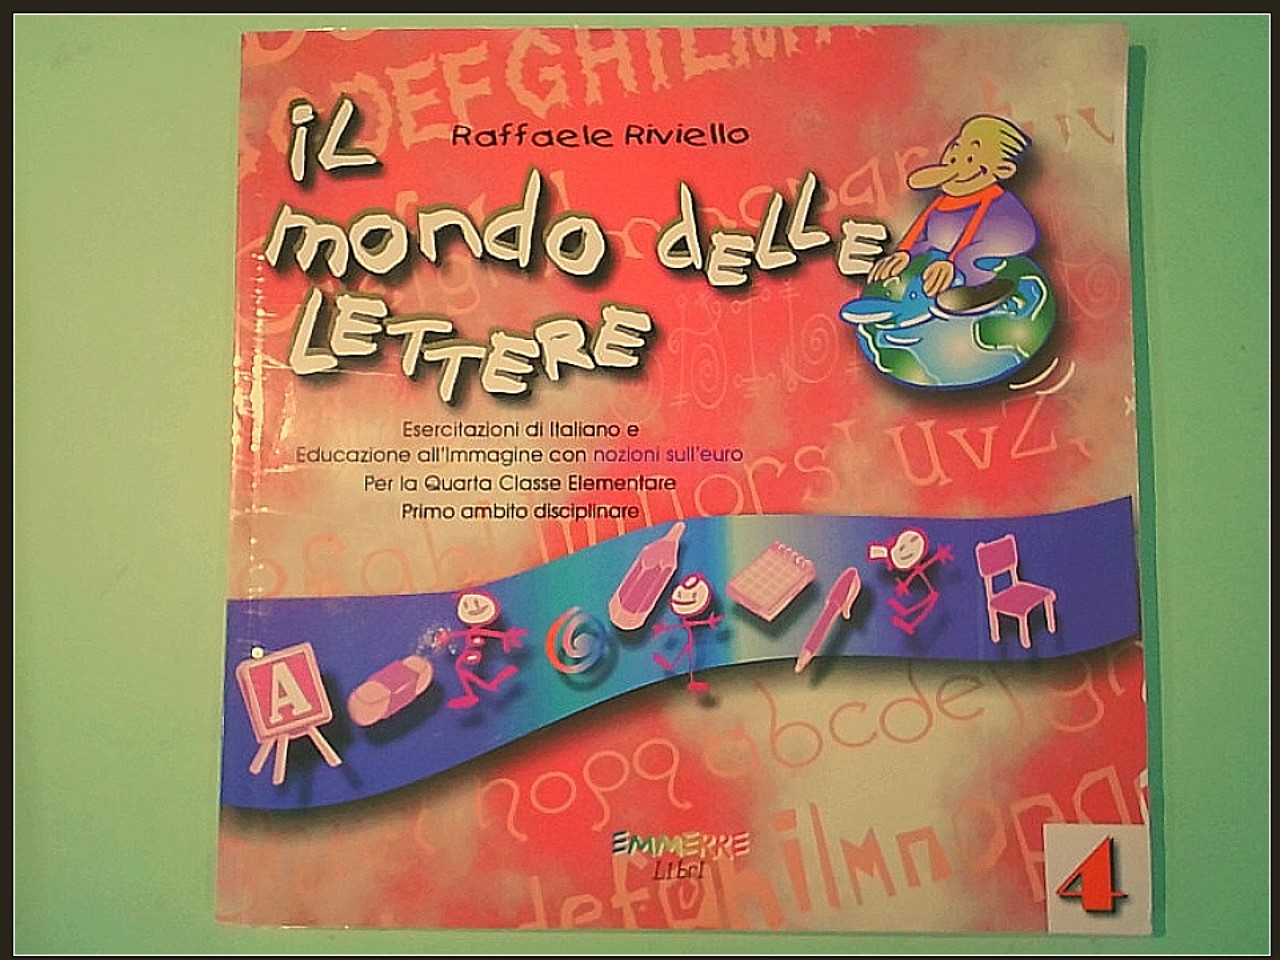 Raffaele Riviello
iL
mondo DELLE
LETTERE
Esercitazioni di Italiano e
Educazione all'Immagine con nozioni sull'euro
Per la Quarta Classe Elementare
Primo ambito disciplinare
A
EMMERRE
LibrI
4